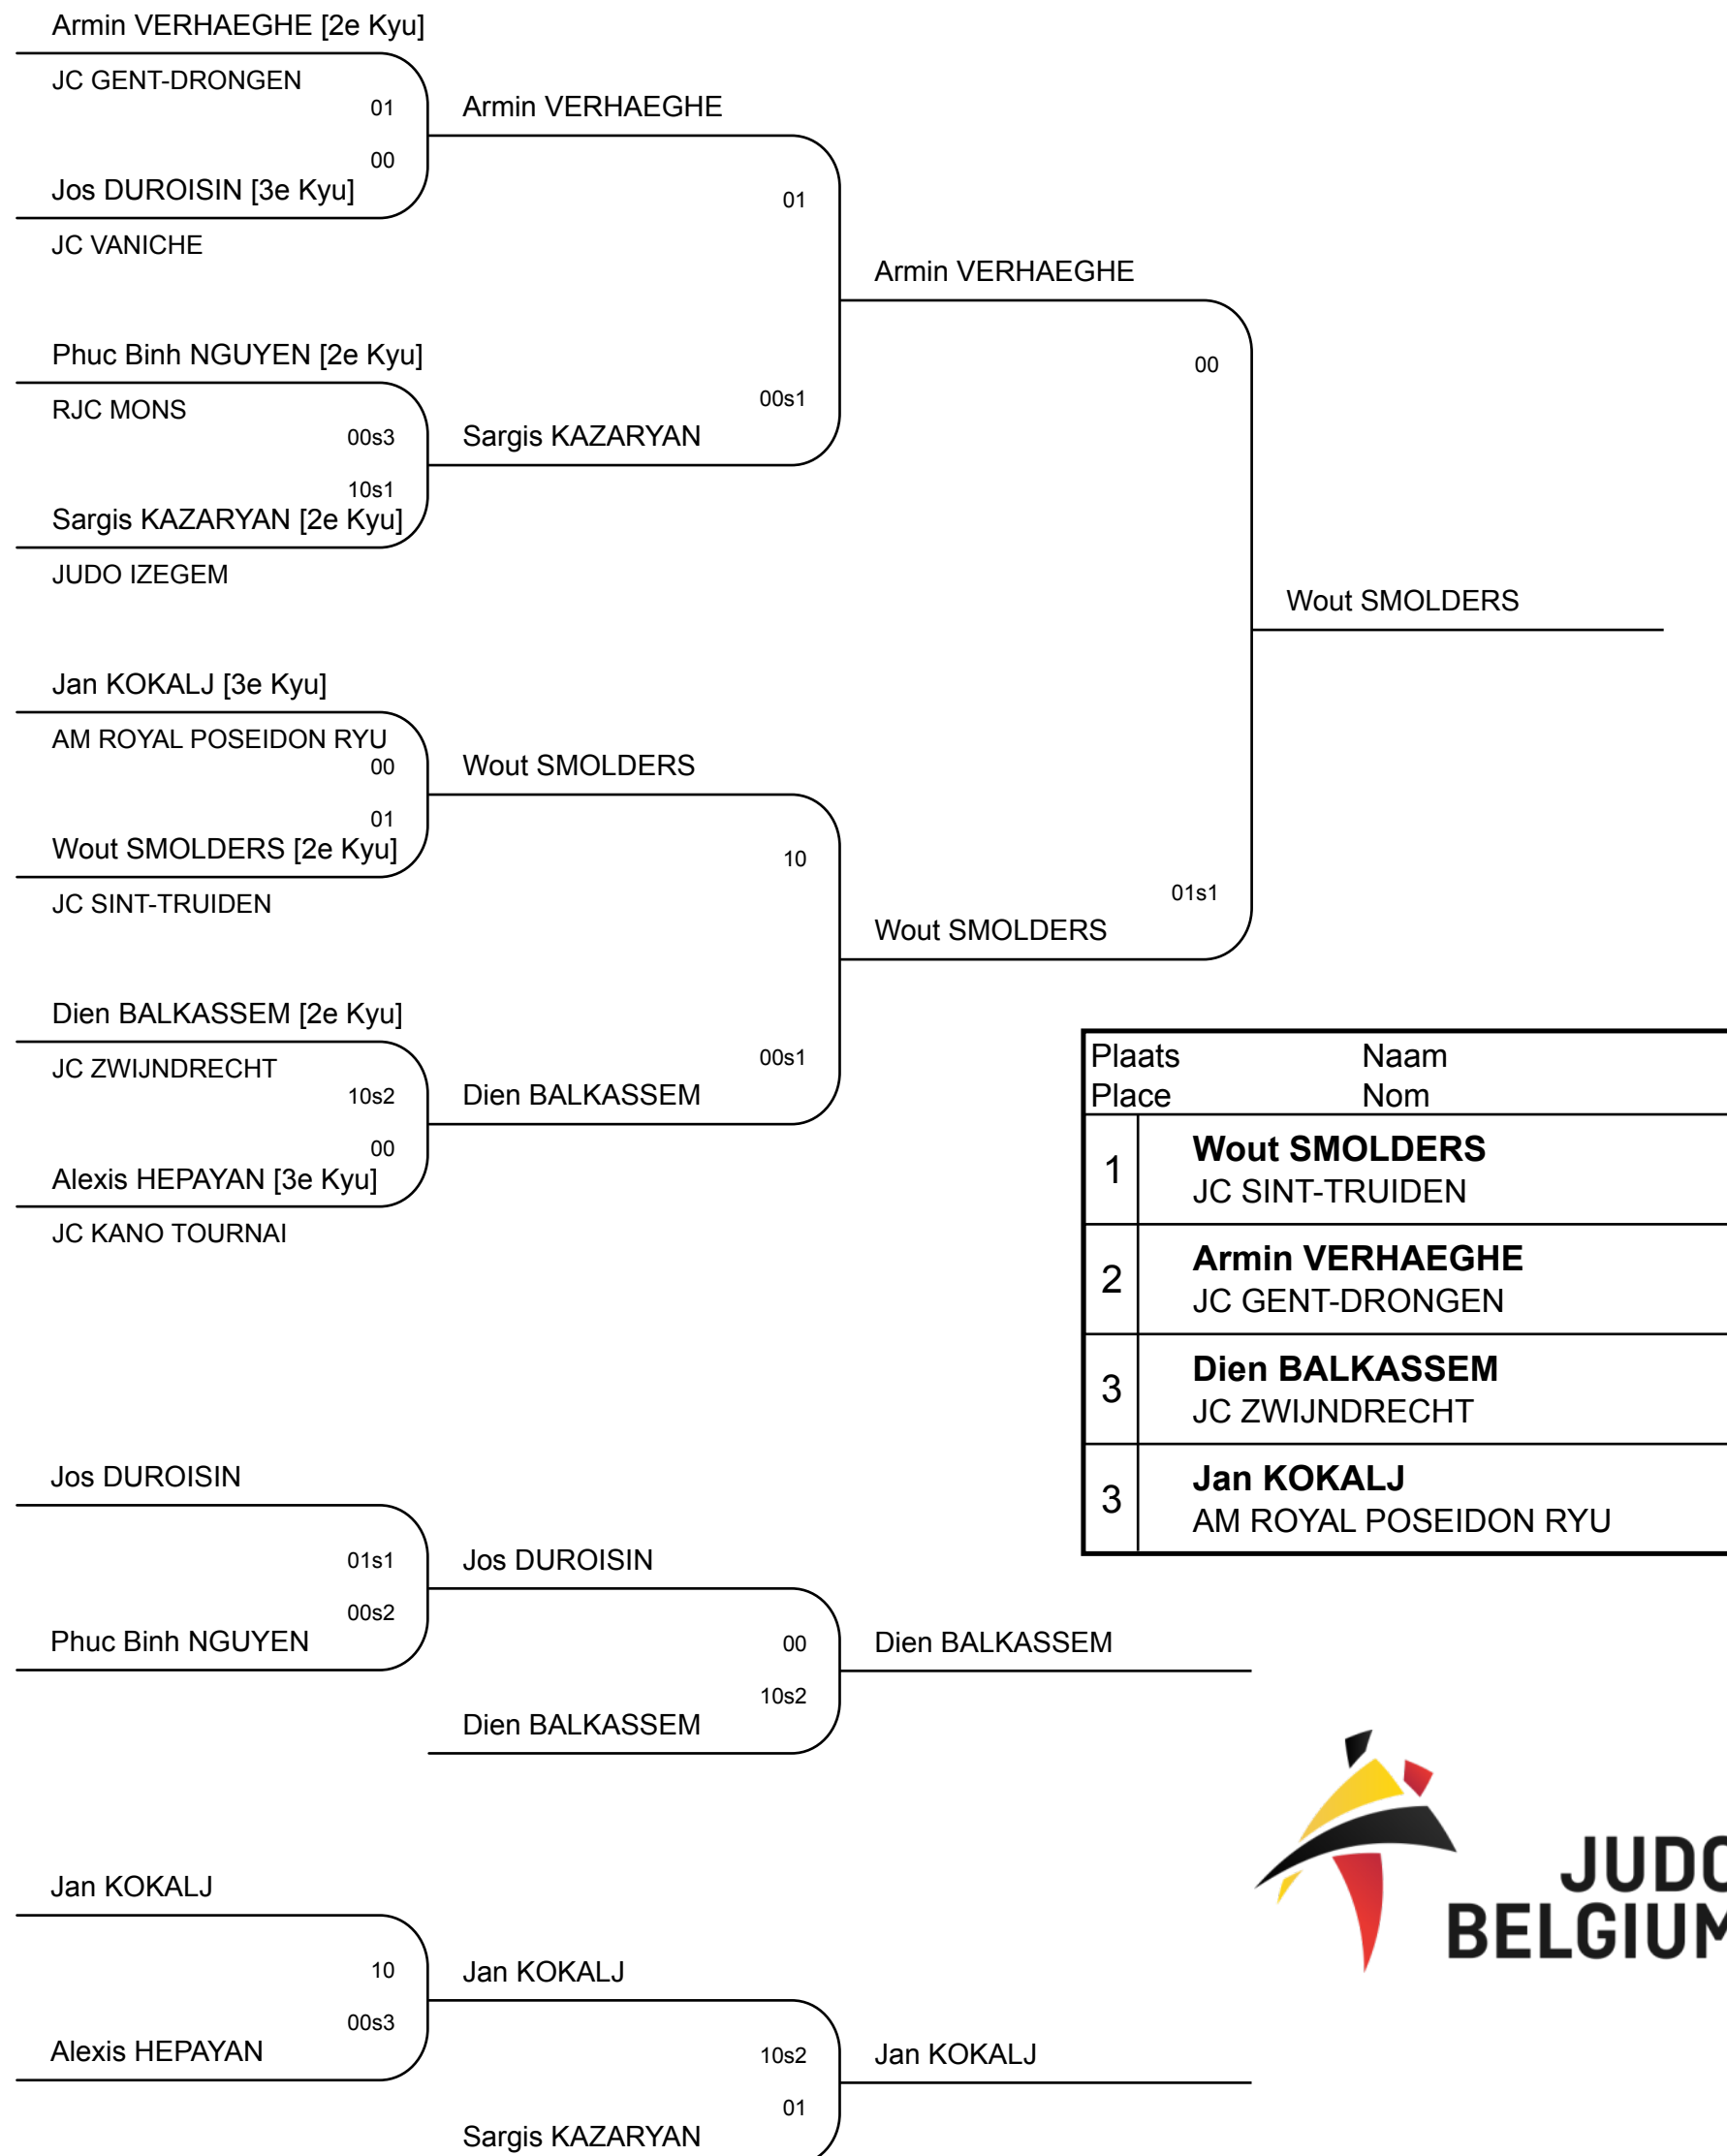 Armin VERHAEGHE [2e Kyu]
JC GENT-DRONGEN
01
Armin VERHAEGHE
00
Jos DUROISIN [3e Kyu]
JC VANICHE
01
Armin VERHAEGHE
Phuc Binh NGUYEN [2e Kyu]
RJC MONS
00
00s1
00s3
Sargis KAZARYAN
10s1
Sargis KAZARYAN [2e Kyu]
JUDO IZEGEM
Wout SMOLDERS
Jan KOKALJ [3e Kyu]
AM ROYAL POSEIDON RYU
00
Wout SMOLDERS
01
Wout SMOLDERS [2e Kyu]
JC SINT-TRUIDEN
10
01s1
Wout SMOLDERS
Dien BALKASSEM [2e Kyu]
JC ZWIJNDRECHT
00s1
10s2
Dien BALKASSEM
00
Alexis HEPAYAN [3e Kyu]
JC KANO TOURNAI
Plaats Naam
Place Nom
1 Wout SMOLDERS
JC SINT-TRUIDEN
2 Armin VERHAEGHE
JC GENT-DRONGEN
3 Dien BALKASSEM
JC ZWIJNDRECHT
3 Jan KOKALJ
AM ROYAL POSEIDON RYU
Jos DUROISIN
01s1
Jos DUROISIN
00s2
Phuc Binh NGUYEN
00
Dien BALKASSEM
10s2
Dien BALKASSEM
JUDO
BELGIUM
Jan KOKALJ
10
Jan KOKALJ
00s3
Alexis HEPAYAN
10s2
Jan KOKALJ
01
Sargis KAZARYAN